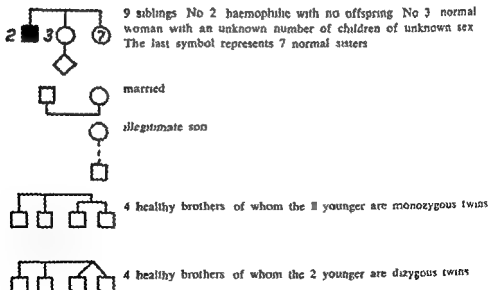 9 siblings No 2 haemophilic with no offspring No 3 normal
2 3 7 woman with an unknown number of children of unknown sex
The last symbol represents 7 normal sisters
married
illegitimate son
4 healthy brothers of whom the II younger are monozygous twins
4 healthy brothers of whom the 2 younger are dizygous twins